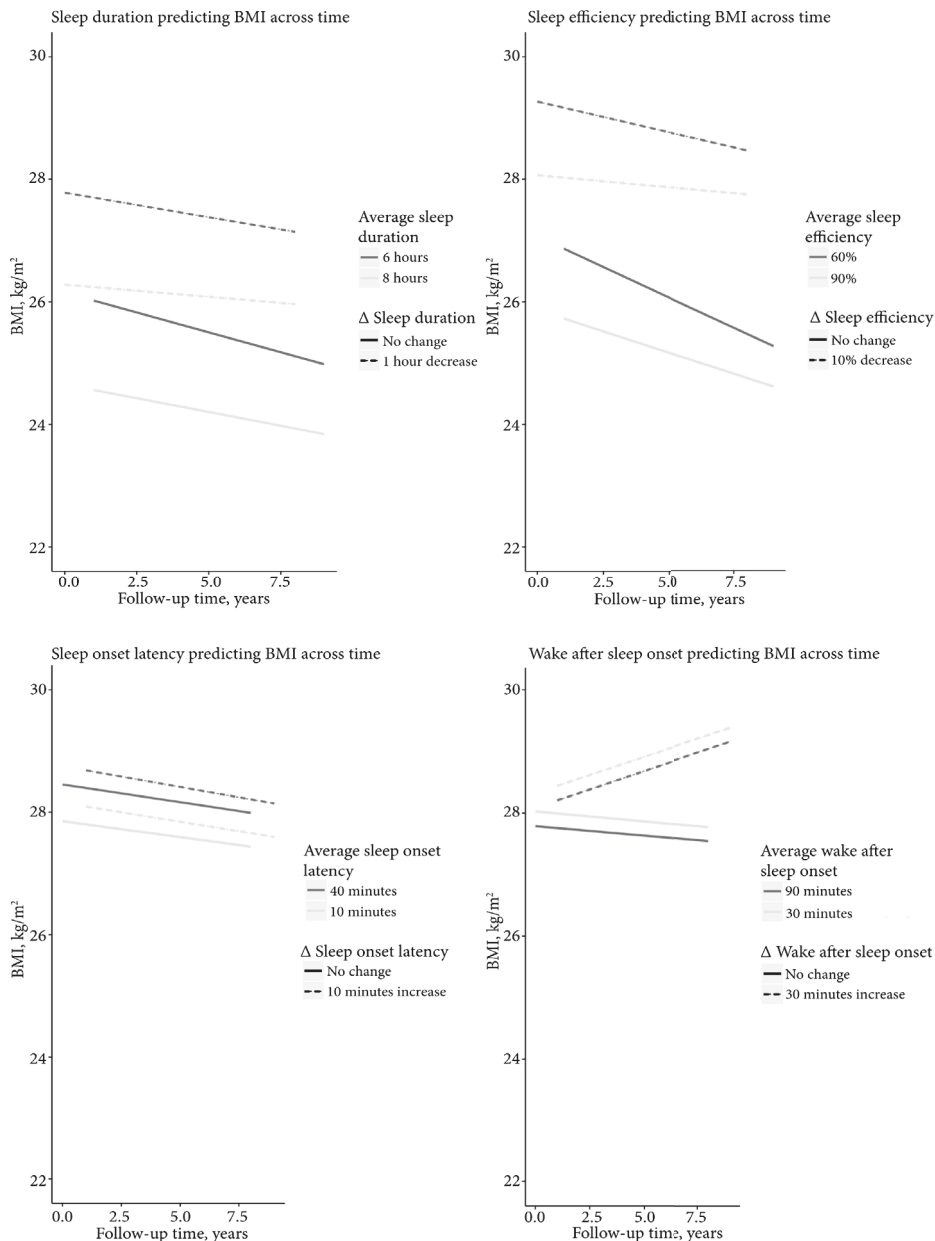 Sleep duration predicting BMI across time
30
28
26
24
22
BMI, kg/m²
0.0 2.5 5.0 7.5
Follow-up time, years
Average sleep
duration
6 hours
8 hours
Δ Sleep duration
No change
1 hour decrease
Sleep efficiency predicting BMI across time
30
28
26
24
22
BMI, kg/m²
0.0 2.5 5.0 7.5
Follow-up time, years
Average sleep
efficiency
60%
90%
Δ Sleep efficiency
No change
10% decrease
Sleep onset latency predicting BMI across time
30
28
26
24
22
BMI, kg/m²
0.0 2.5 5.0 7.5
Follow-up time, years
Average sleep onset
latency
40 minutes
10 minutes
Δ Sleep onset latency
No change
10 minutes increase
Wake after sleep onset predicting BMI across time
30
28
26
24
22
BMI, kg/m²
0.0 2.5 5.0 7.5
Follow-up time, years
Average wake after
sleep onset
90 minutes
30 minutes
Δ Wake after sleep onset
No change
30 minutes increase